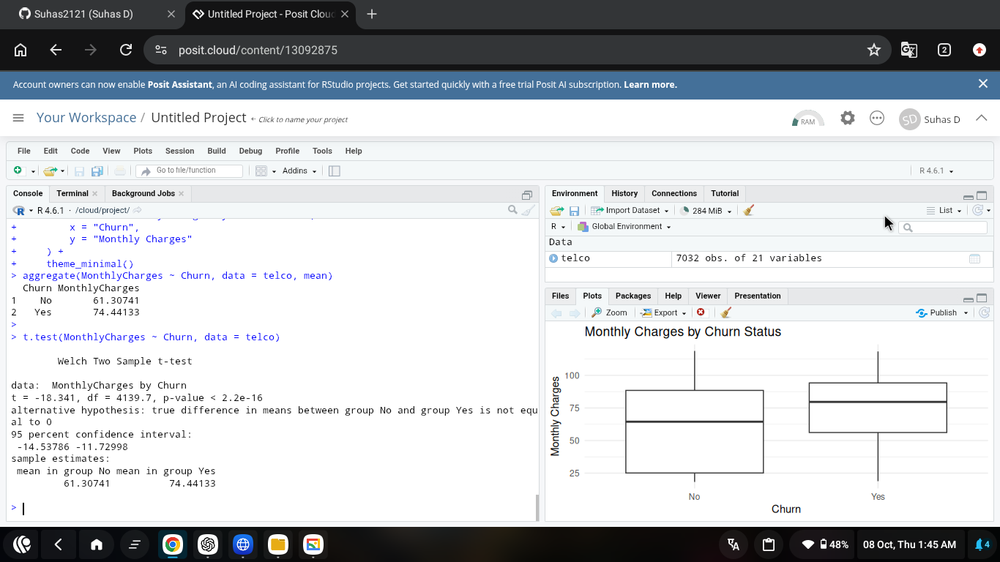 Suhas2121 (Suhas D)
Untitled Project - Posit Cloud
posit.cloud/content/13092875
2
Account owners can now enable Posit Assistant, an AI coding assistant for RStudio projects. Get started quickly with a free trial Posit AI subscription. Learn more.
Your Workspace / Untitled Project Click to name your project
RAM
SD
Suhas D
File Edit Code View Plots Session Build Debug Profile Tools Help
Go to file/function
Addins
R 4.6.1
Console Terminal Background Jobs
R R 4.6.1 · /cloud/project/
+ x = "Churn",
+ y = "Monthly Charges"
+ ) +
+ theme_minimal()
> aggregate(MonthlyCharges ~ Churn, data = telco, mean)
Churn MonthlyCharges
1 No 61.30741
2 Yes 74.44133
>
> t.test(MonthlyCharges ~ Churn, data = telco)
Welch Two Sample t-test
data: MonthlyCharges by Churn
t = -18.341, df = 4139.7, p-value < 2.2e-16
alternative hypothesis: true difference in means between group No and group Yes is not equ
al to 0
95 percent confidence interval:
-14.53786 -11.72998
sample estimates:
mean in group No mean in group Yes
61.30741 74.44133
>
Environment History Connections Tutorial
Import Dataset 284 MiB List
R Global Environment
Data
telco 7032 obs. of 21 variables
Files Plots Packages Help Viewer Presentation
Zoom Export Publish
Monthly Charges by Churn Status
Monthly Charges
100
75
50
25
No Yes
Churn
48% 08 Oct, Thu 1:45 AM 4